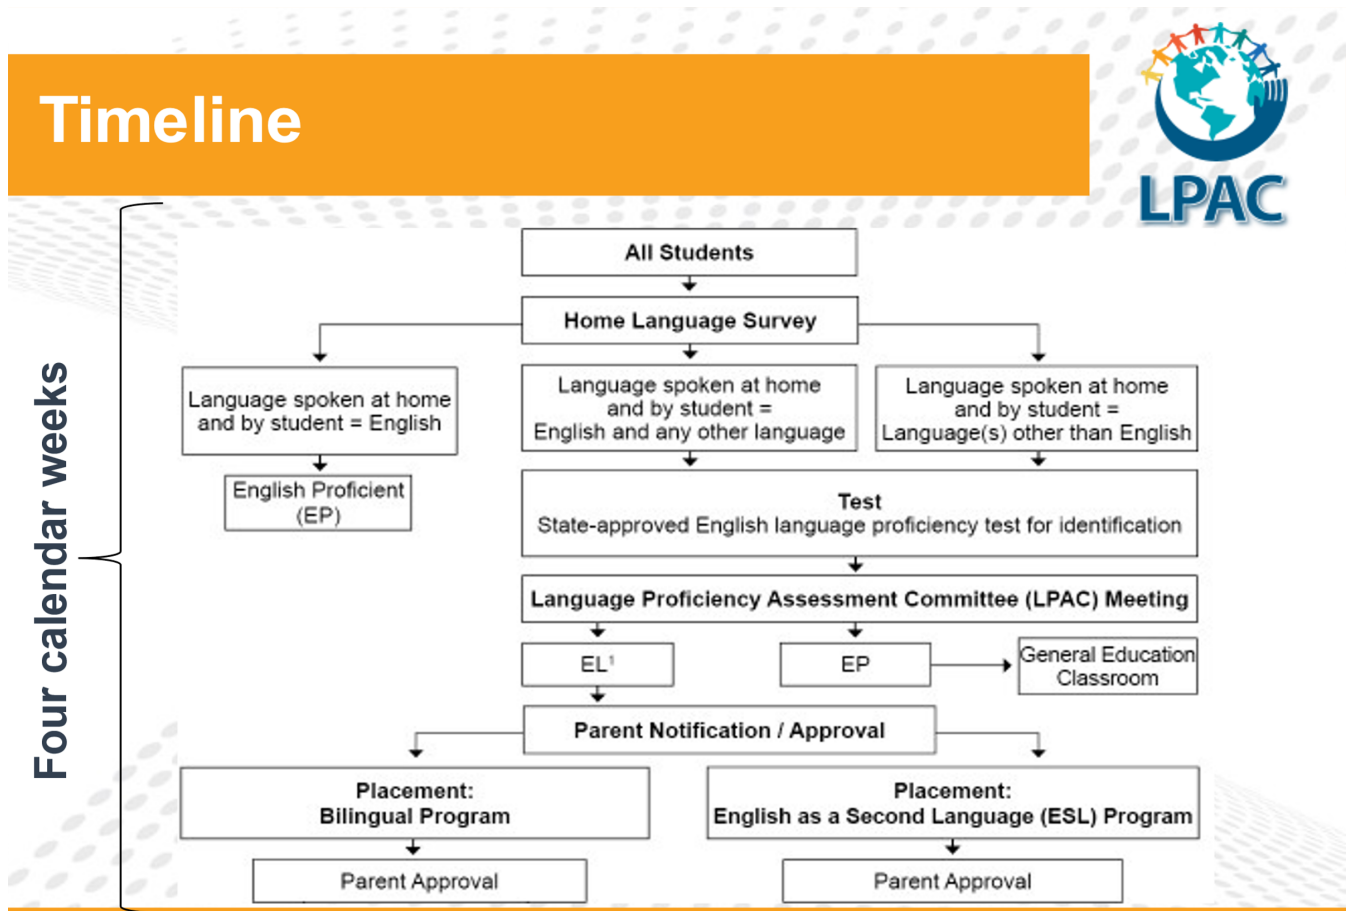 Timeline
LPAC
Four calendar weeks
All Students
Home Language Survey
Language spoken at home
and by student = English
Language spoken at home
and by student =
English and any other language
Language spoken at home
and by student =
Language(s) other than English
English Proficient
(EP)
Test
State-approved English language proficiency test for identification
Language Proficiency Assessment Committee (LPAC) Meeting
EL¹
EP
General Education
Classroom
Parent Notification / Approval
Placement:
Bilingual Program
Placement:
English as a Second Language (ESL) Program
Parent Approval
Parent Approval